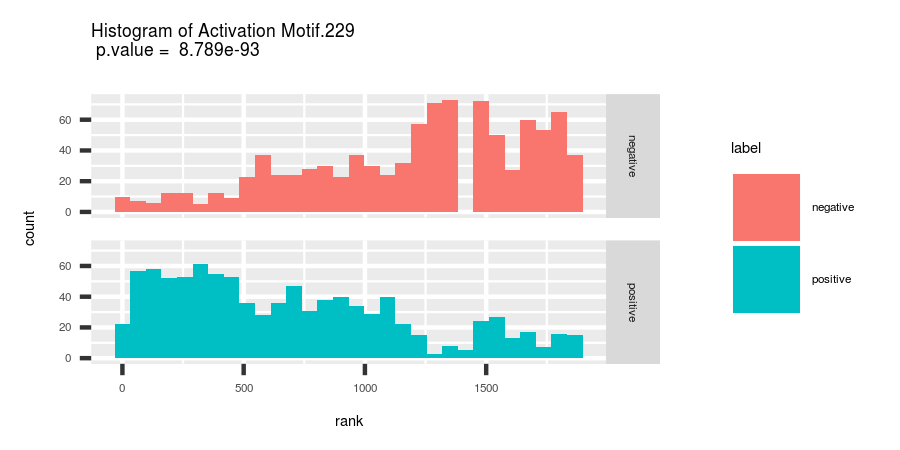 Histogram of Activation Motif.229
p.value = 8.789e-93
count
60
40
20
0
negative
60
40
20
0
positive
0 500 1000 1500
rank
label
negative
positive